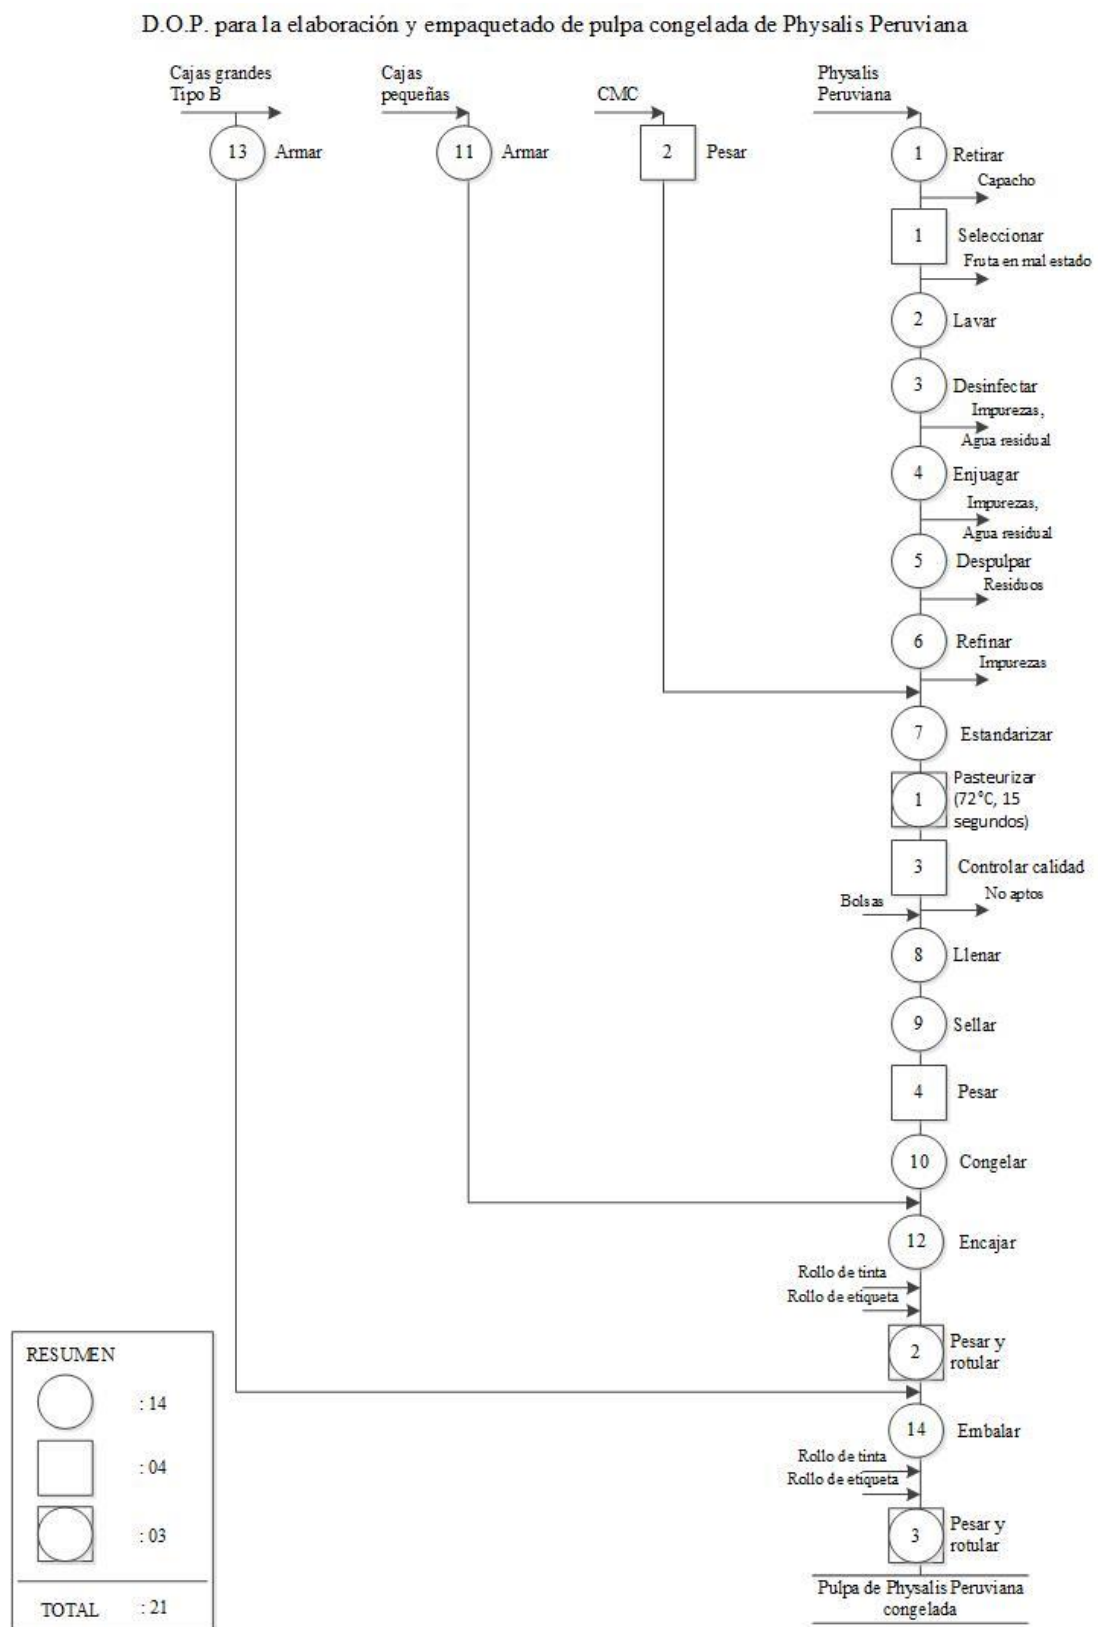 D.O.P. para la elaboración y empaquetado de pulpa congelada de Physalis Peruviana
Cajas grandes
Tipo B
13
Armar
Cajas
pequeñas
11
Armar
CMC
2
Pesar
Physalis
Peruviana
1
Retirar
Capacho
1
Seleccionar
Fruta en mal estado
2
Lavar
3
Desinfectar
Impurezas,
Agua residual
4
Enjuagar
Impurezas,
Agua residual
5
Despulpar
Residuos
6
Refinar
Impurezas
7
Estandarizar
1
Pasteurizar
(72°C, 15
segundos)
3
Controlar calidad
Bolsas
No aptos
8
Llenar
9
Sellar
4
Pesar
10
Congelar
12
Encajar
Rollo de tinta
Rollo de etiqueta
2
Pesar y
rotular
14
Embalar
Rollo de tinta
Rollo de etiqueta
3
Pesar y
rotular
Pulpa de Physalis Peruviana
congelada
RESUMEN
: 14
: 04
: 03
TOTAL : 21